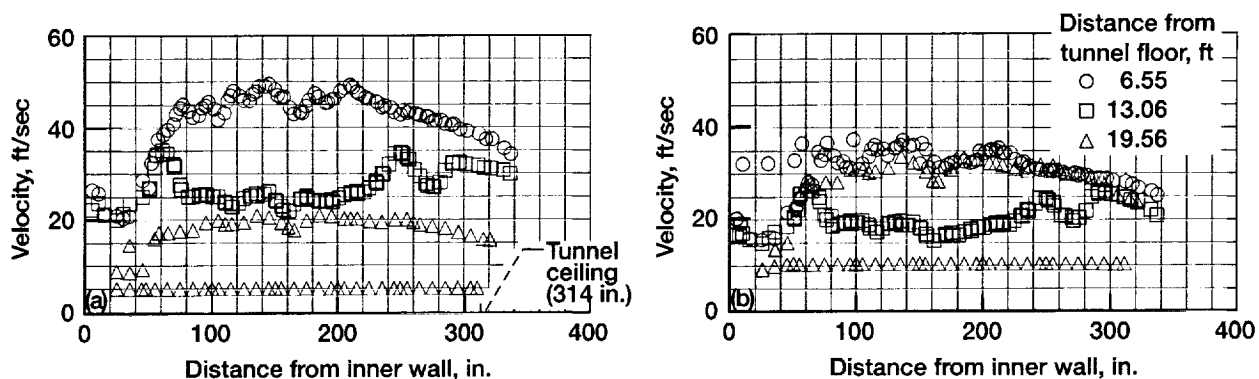 60
40
20
0
Velocity, ft/sec
(a)
0 100 200 300 400
Distance from inner wall, in.
Tunnel
ceiling
(314 in.)
60
40
20
0
Velocity, ft/sec
(b)
0 100 200 300 400
Distance from inner wall, in.
Distance from
tunnel floor, ft
6.55
13.06
19.56